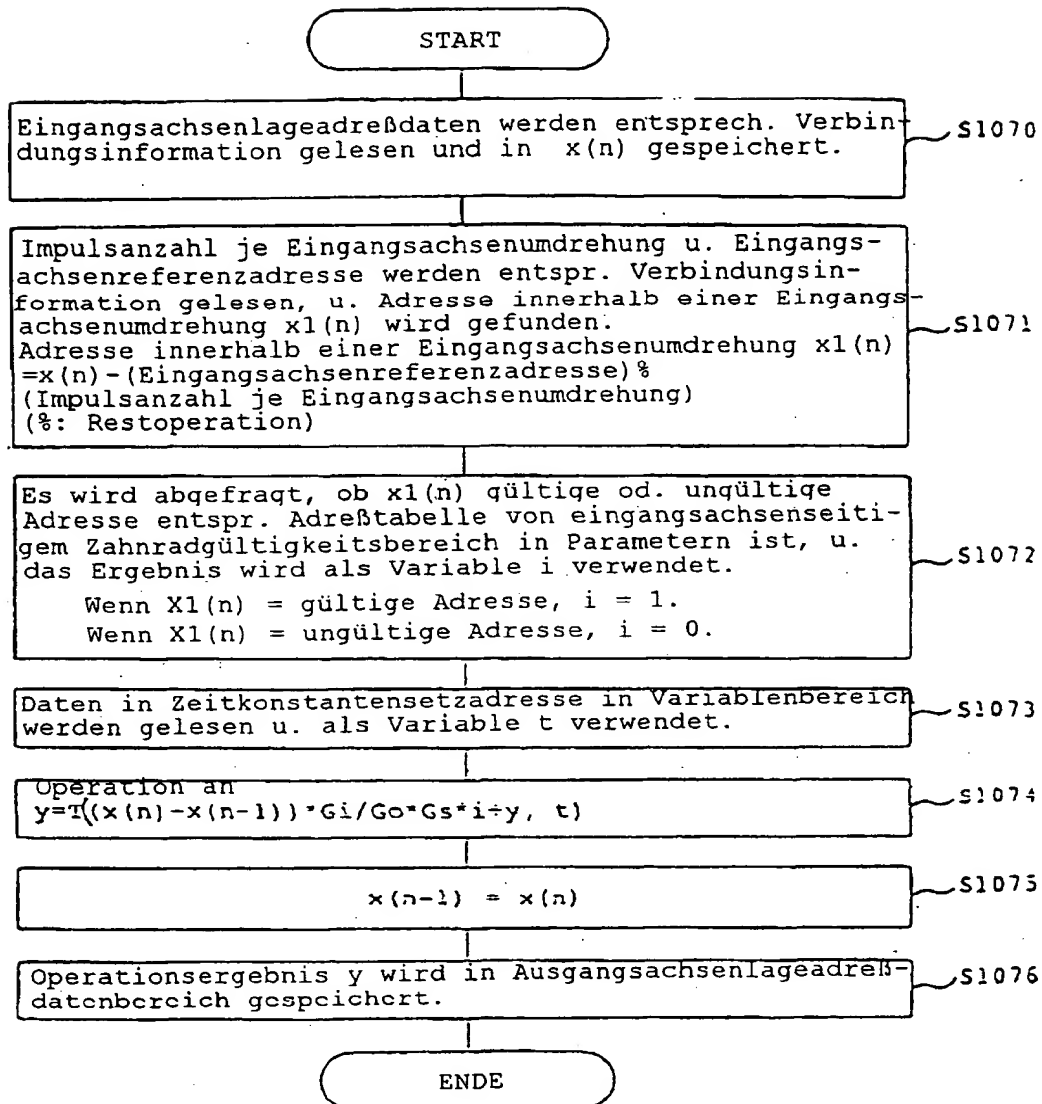 START
Eingangsachsenlageadreßdaten werden entsprech. Verbin-
dungsinformation gelesen und in x(n) gespeichert.
S1070
Impulsanzahl je Eingangsachsenumdrehung u. Eingangs-
achsenreferenzadresse werden entspr. Verbindungsin-
formation gelesen, u. Adresse innerhalb einer Eingangs-
achsenumdrehung x1(n) wird gefunden.
Adresse innerhalb einer Eingangsachsenumdrehung x1(n)
=x(n)-(Eingangsachsenreferenzadresse)%
(Impulsanzahl je Eingangsachsenumdrehung)
(%: Restoperation)
S1071
Es wird abgefragt, ob x1(n) gültige od. ungültige
Adresse entspr. Adreßtabelle von eingangsachsenseiti-
gem Zahnradgültigkeitsbereich in Parametern ist, u.
das Ergebnis wird als Variable i verwendet.
Wenn X1(n) = gültige Adresse, i = 1.
Wenn X1(n) = ungültige Adresse, i = 0.
S1072
Daten in Zeitkonstantensetzadresse in Variablenbereich
werden gelesen u. als Variable t verwendet.
S1073
Operation an
y=T((x(n)-x(n-1))*Gi/Go*Gs*i+y, t)
S1074
x(n-1) = x(n)
S1075
Operationsergebnis y wird in Ausgangsachsenlageadreß-
datenbereich gespeichert.
S1076
ENDE